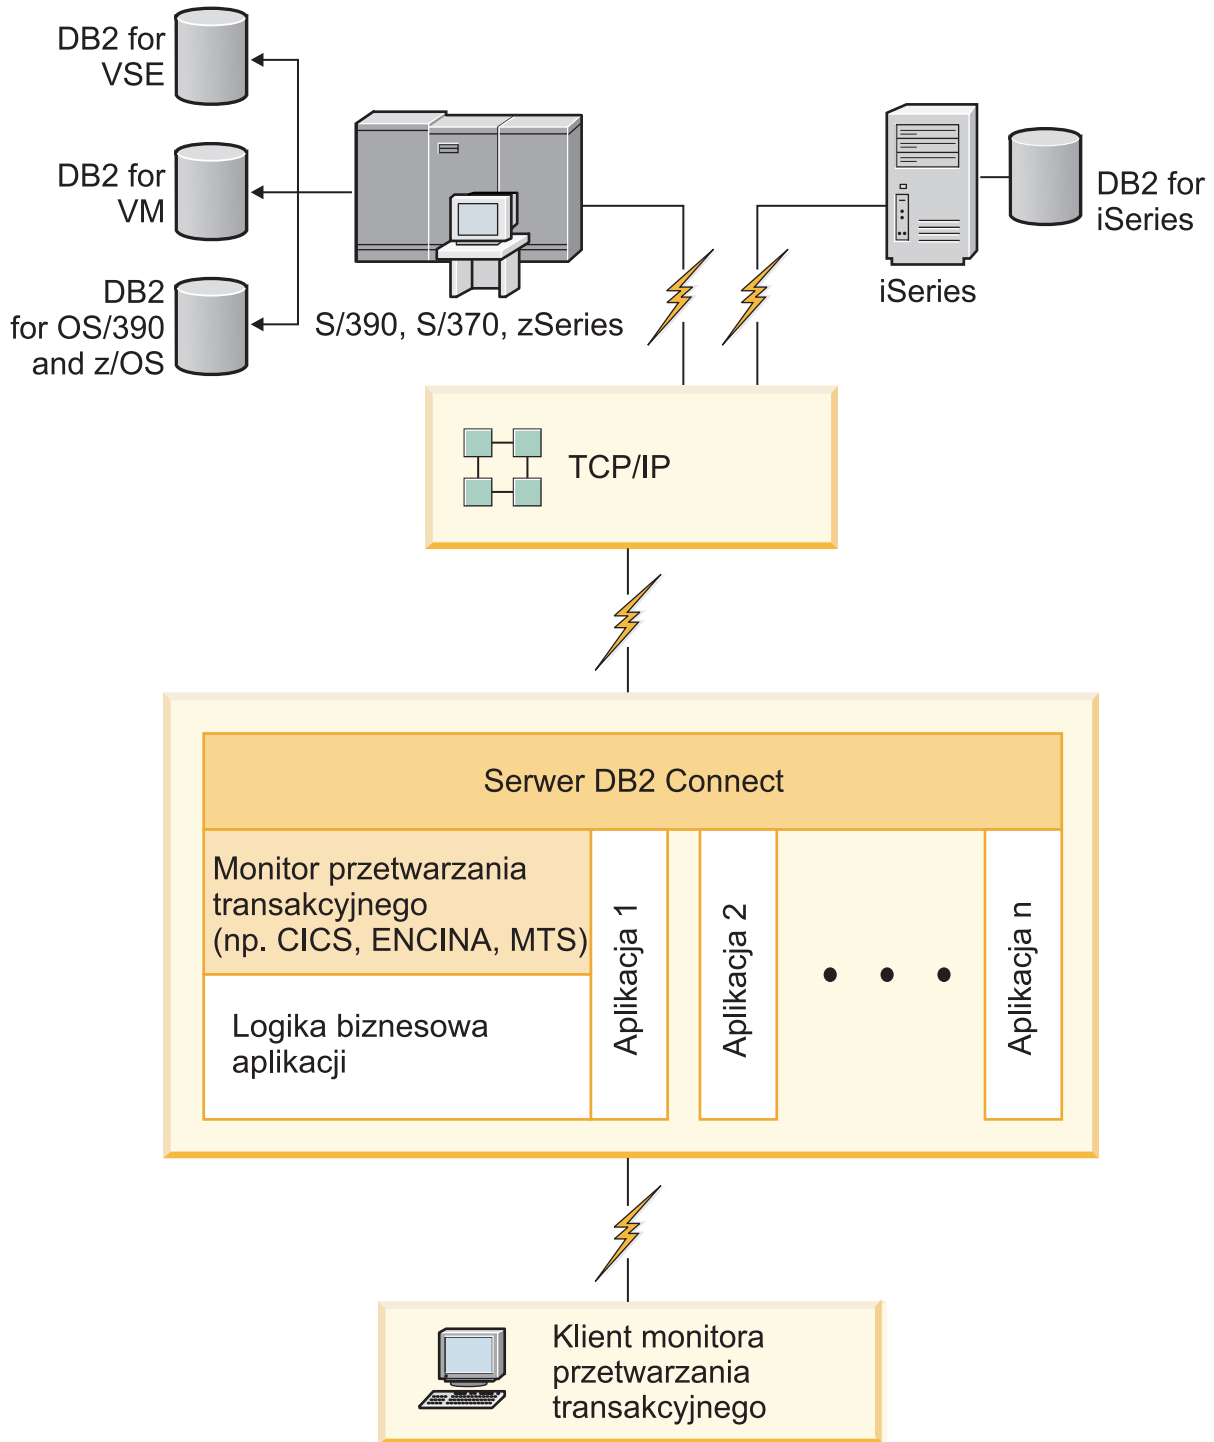 DB2 for
VSE
DB2 for
VM
DB2
for OS/390
and z/OS
S/390, S/370, zSeries
DB2 for
iSeries
iSeries
TCP/IP
Serwer DB2 Connect
Monitor przetwarzania
transakcyjnego
(np. CICS, ENCINA, MTS)
Logika biznesowa
aplikacji
Aplikacja 1
Aplikacja 2
Aplikacja n
Klient monitora
przetwarzania
transakcyjnego